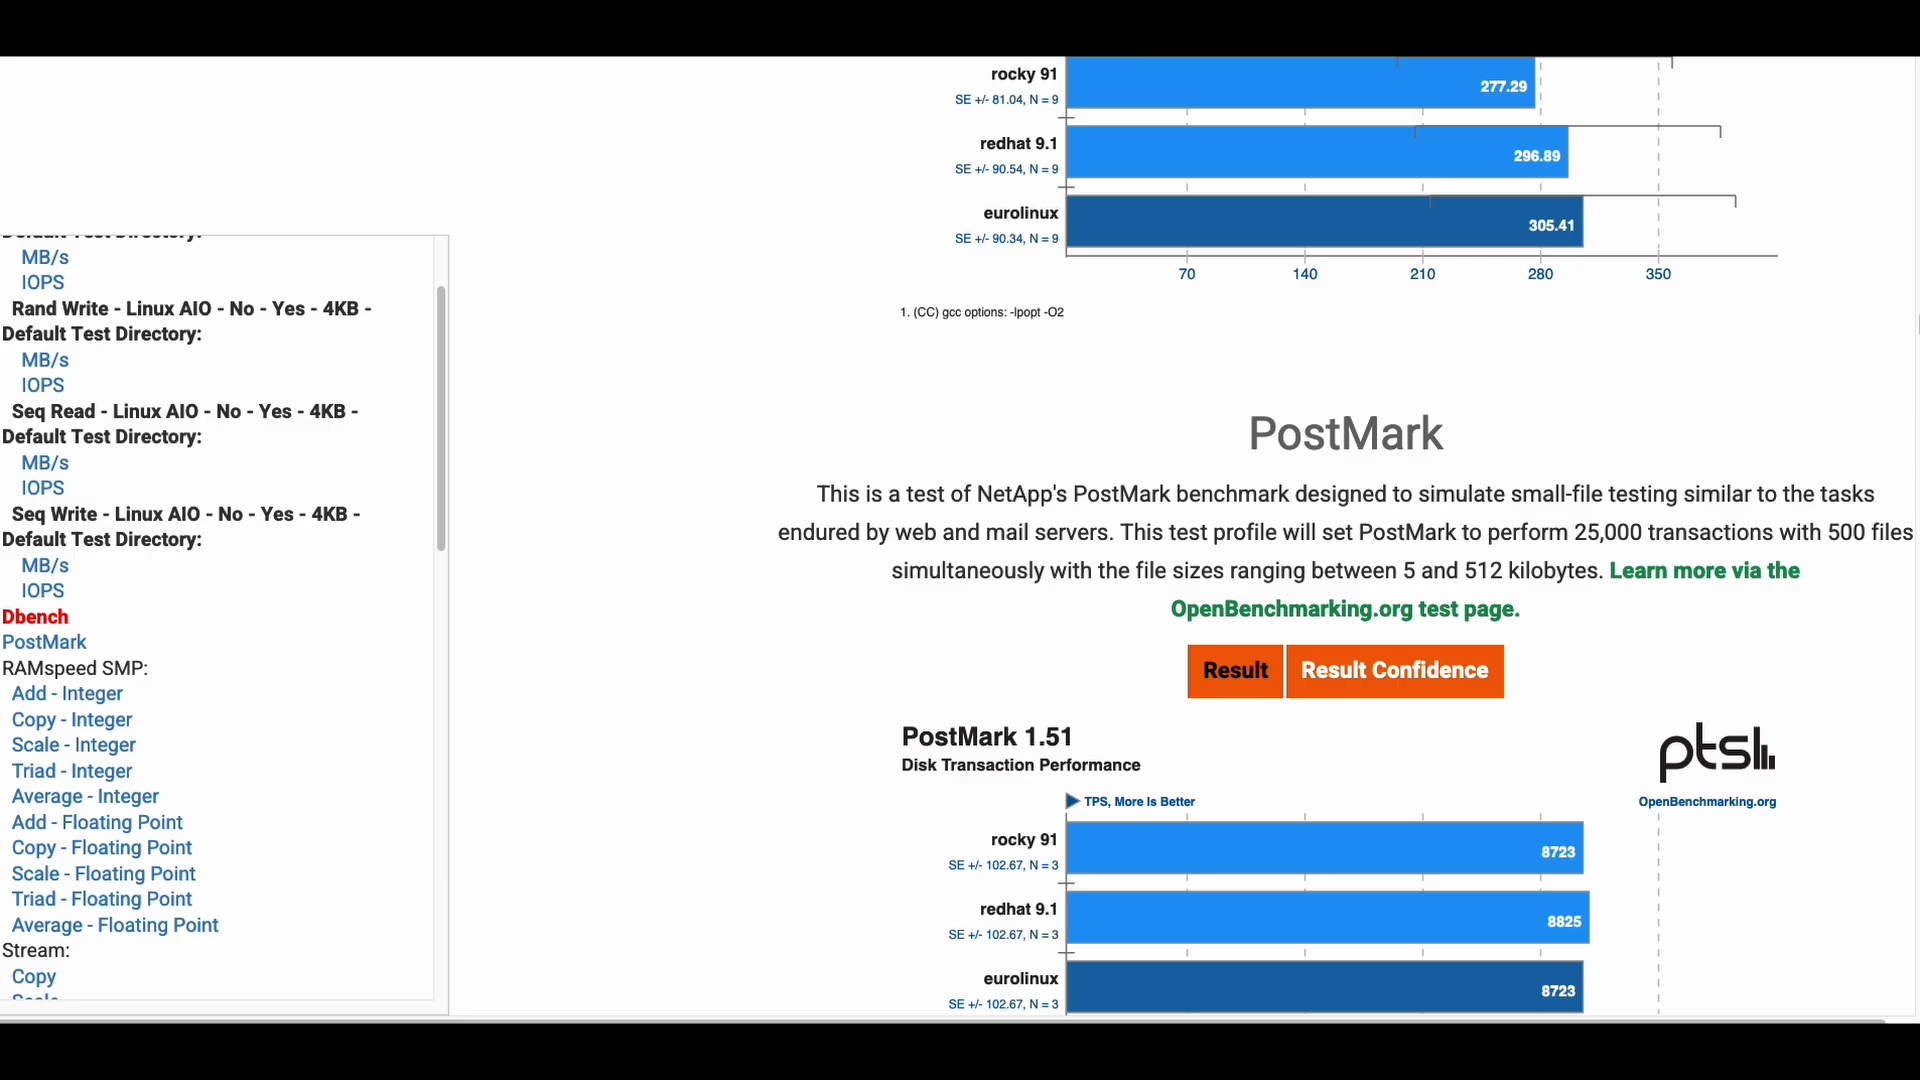 Default Test Directory:
MB/s
IOPS
Rand Write - Linux AIO - No - Yes - 4KB -
Default Test Directory:
MB/s
IOPS
Seq Read - Linux AIO - No - Yes - 4KB -
Default Test Directory:
MB/s
IOPS
Seq Write - Linux AIO - No - Yes - 4KB -
Default Test Directory:
MB/s
IOPS
Dbench
PostMark
RAMspeed SMP:
Add - Integer
Copy - Integer
Scale - Integer
Triad - Integer
Average - Integer
Add - Floating Point
Copy - Floating Point
Scale - Floating Point
Triad - Floating Point
Average - Floating Point
Stream:
Copy
Scale
rocky 91
SE +/- 81.04, N = 9
277.29
redhat 9.1
SE +/- 90.54, N = 9
296.89
eurolinux
SE +/- 90.34, N = 9
305.41
70 140 210 280 350
1. (CC) gcc options: -lpopt -O2
PostMark
This is a test of NetApp's PostMark benchmark designed to simulate small-file testing similar to the tasks
endured by web and mail servers. This test profile will set PostMark to perform 25,000 transactions with 500 files
simultaneously with the file sizes ranging between 5 and 512 kilobytes. Learn more via the
OpenBenchmarking.org test page.
Result Result Confidence
PostMark 1.51
Disk Transaction Performance
pts
TPS, More Is Better OpenBenchmarking.org
rocky 91
SE +/- 102.67, N = 3
8723
redhat 9.1
SE +/- 102.67, N = 3
8825
eurolinux
SE +/- 102.67, N = 3
8723